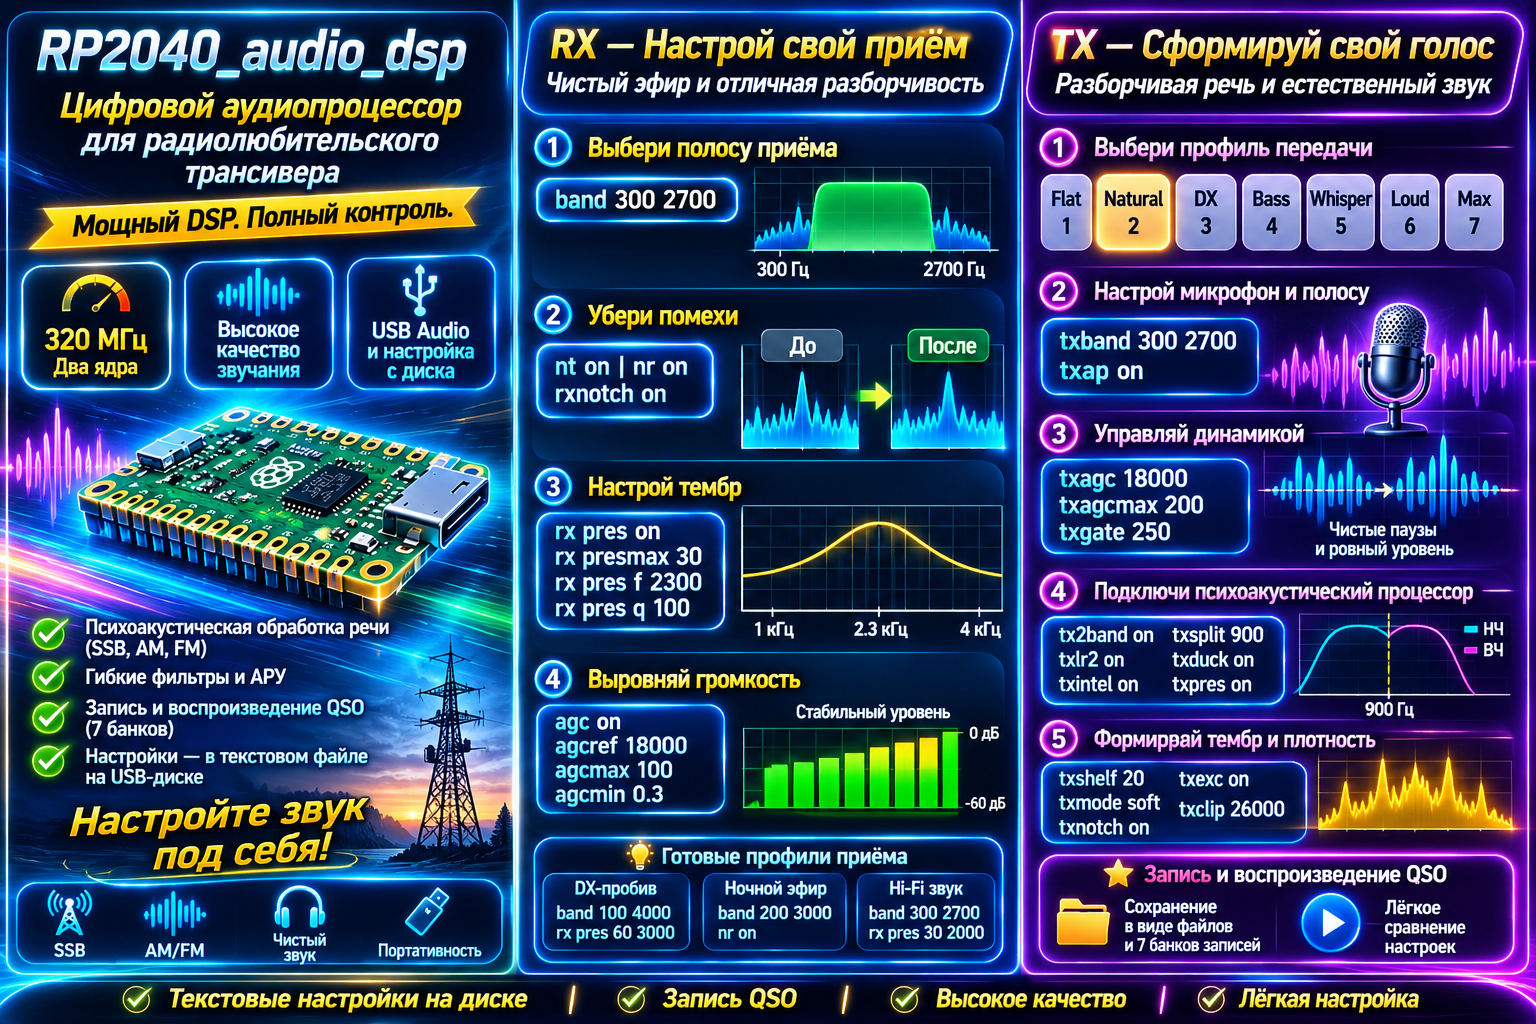 RP2040_audio_dsp
Цифровой аудиопроцессор
для радиолюбительского
трансивера
Мощный DSP. Полный контроль.
320 МГц
Два ядра
Высокое
качество
звучания
USB Audio
и настройка
с диска
Психоакустическая обработка речи
(SSB, AM, FM)
Гибкие фильтры и АРУ
Запись и воспроизведение QSO
(7 банков)
Настройки — в текстовом файле
на USB-диске
Настройте звук
под себя!
SSB
AM/FM
Чистый
звук
Портативность
RX — Настрой свой приём
Чистый эфир и отличная разборчивость
1 Выбери полосу приёма
band 300 2700
300 Гц
2700 Гц
2 Убери помехи
nt on | nr on
rxnotch on
До
После
3 Настрой тембр
rx pres on
rx presmax 30
rx pres f 2300
rx pres q 100
1 кГц
2.3 кГц
4 кГц
4 Выровняй громкость
agc on
agcref 18000
agcmax 100
agcmin 0.3
Стабильный уровень
0 дБ
-60 дБ
Готовые профили приёма
DX-пробив
band 100 4000
rx pres 60 3000
Ночной эфир
band 200 3000
nr on
Hi-Fi звук
band 300 2700
rx pres 30 2000
TX — Сформируй свой голос
Разборчивая речь и естественный звук
1 Выбери профиль передачи
Flat
1
Natural
2
DX
3
Bass
4
Whisper
5
Loud
6
Max
7
2 Настрой микрофон и полосу
txband 300 2700
txap on
3 Управляй динамикой
txagc 18000
txagcmax 200
txgate 250
Чистые паузы
и ровный уровень
4 Подключи психоакустический процессор
tx2band on
txlr2 on
txintel on
txsplit 900
txduck on
txpres on
НЧ
ВЧ
900 Гц
5 Формиррай тембр и плотность
txshelf 20
txmode soft
txnotch on
txexc on
txclip 26000
Запись и воспроизведение QSO
Сохранение
в виде файлов
и 7 банков записей
Лёгкое
сравнение
настроек
Текстовые настройки на диске | Запись QSO | Высокое качество | Лёгкая настройка